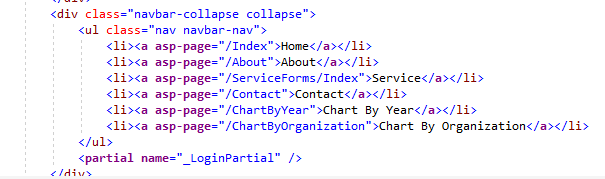 </div>
<div class="navbar-collapse collapse">
<ul class="nav navbar-nav">
<li><a asp-page="/Index">Home</a></li>
<li><a asp-page="/About">About</a></li>
<li><a asp-page="/ServiceForms/Index">Service</a></li>
<li><a asp-page="/Contact">Contact</a></li>
<li><a asp-page="/ChartByYear">Chart By Year</a></li>
<li><a asp-page="/ChartByOrganization">Chart By Organization</a></li>
</ul>
<partial name="_LoginPartial" />
</div>